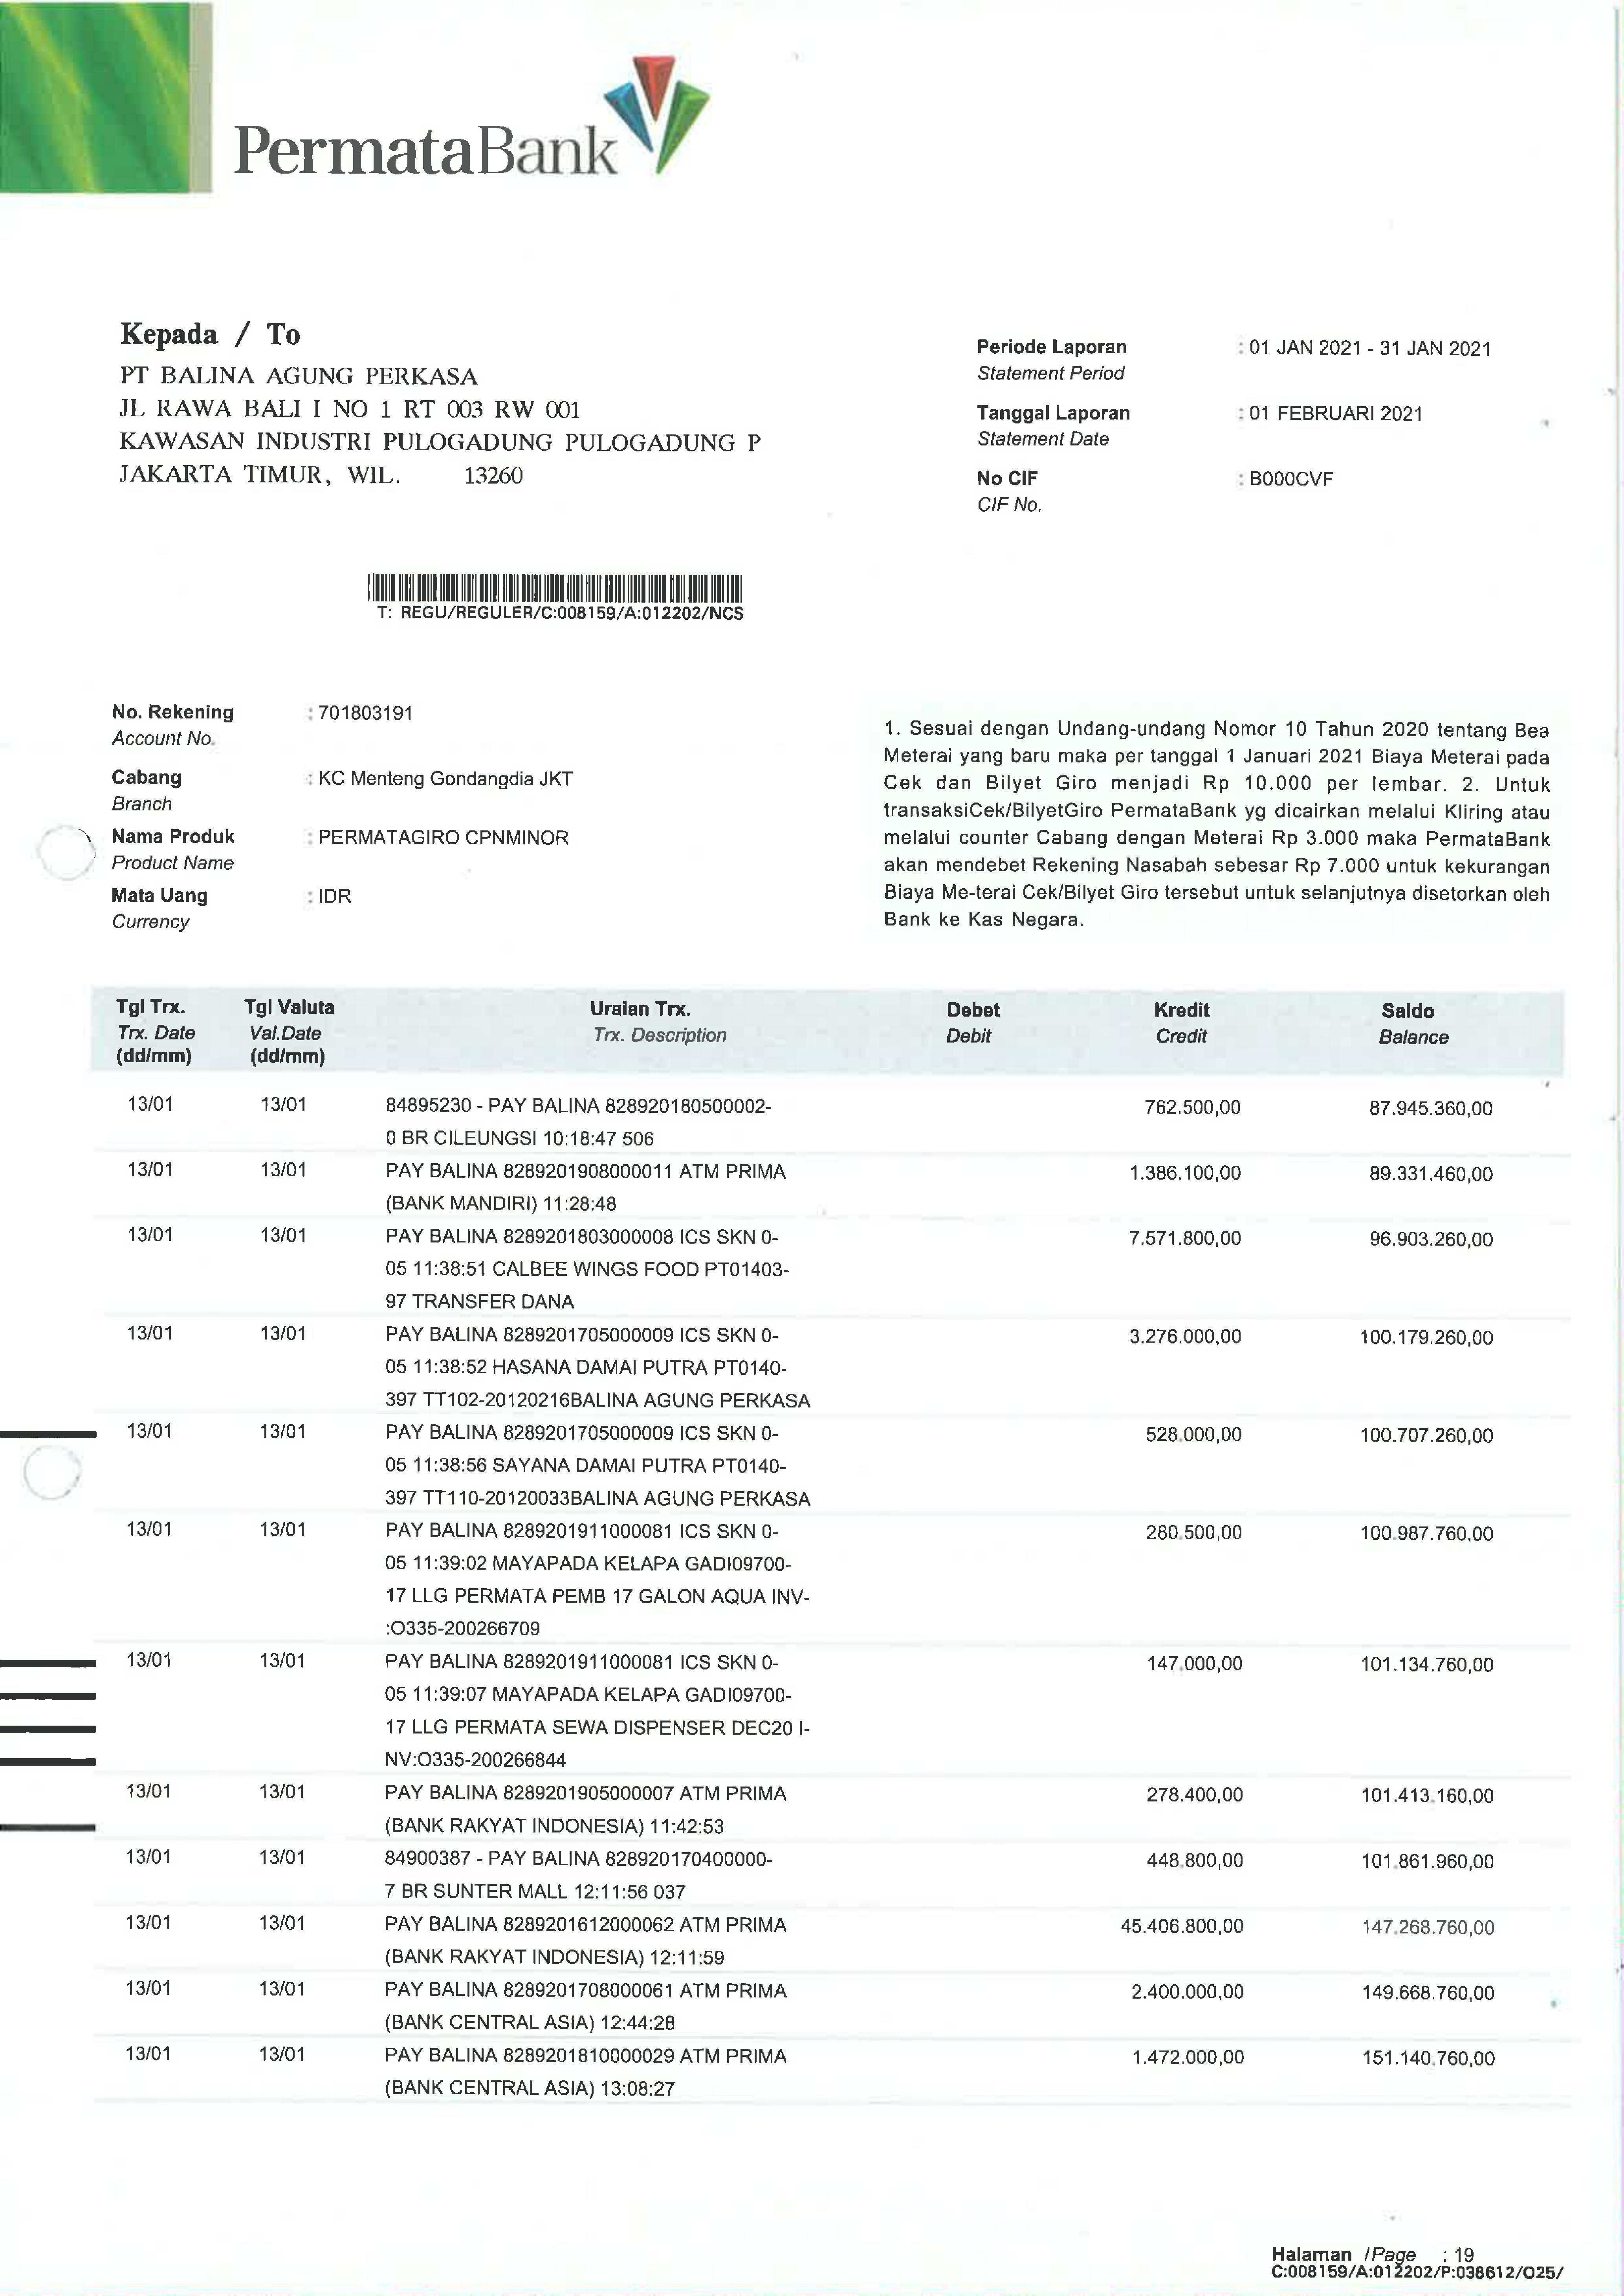 PermataBank
Kepada / To
PT BALINA AGUNG PERKASA
JL RAWA BALI I NO 1 RT 003 RW 001
KAWASAN INDUSTRI PULOGADUNG PULOGADUNG P
JAKARTA TIMUR, WIL. 13260
Periode Laporan : 01 JAN 2021 - 31 JAN 2021
Statement Period
Tanggal Laporan : 01 FEBRUARI 2021
Statement Date
No CIF : B000CVF
CIF No.
T: REGU/REGULER/C:008159/A:012202/NCS
No. Rekening : 701803191
Account No.
Cabang : KC Menteng Gondangdia JKT
Branch
Nama Produk : PERMATAGIRO CPNMINOR
Product Name
Mata Uang : IDR
Currency
1. Sesuai dengan Undang-undang Nomor 10 Tahun 2020 tentang Bea
Meterai yang baru maka per tanggal 1 Januari 2021 Biaya Meterai pada
Cek dan Bilyet Giro menjadi Rp 10.000 per lembar. 2. Untuk
transaksiCek/BilyetGiro PermataBank yg dicairkan melalui Kliring atau
melalui counter Cabang dengan Meterai Rp 3.000 maka PermataBank
akan mendebet Rekening Nasabah sebesar Rp 7.000 untuk kekurangan
Biaya Me-terai Cek/Bilyet Giro tersebut untuk selanjutnya disetorkan oleh
Bank ke Kas Negara.
Tgl Trx. Tgl Valuta Uraian Trx. Debet Kredit Saldo
Trx. Date Val.Date Trx. Description Debit Credit Balance
(dd/mm) (dd/mm)
13/01 13/01 84895230 - PAY BALINA 828920180500002- 762.500,00 87.945.360,00
0 BR CILEUNGSI 10:18:47 506
13/01 13/01 PAY BALINA 8289201908000011 ATM PRIMA 1.386.100,00 89.331.460,00
(BANK MANDIRI) 11:28:48
13/01 13/01 PAY BALINA 8289201803000008 ICS SKN 0- 7.571.800,00 96.903.260,00
05 11:38:51 CALBEE WINGS FOOD PT01403-
97 TRANSFER DANA
13/01 13/01 PAY BALINA 8289201705000009 ICS SKN 0- 3.276.000,00 100.179.260,00
05 11:38:52 HASANA DAMAI PUTRA PT0140-
397 TT102-20120216BALINA AGUNG PERKASA
13/01 13/01 PAY BALINA 8289201705000009 ICS SKN 0- 528.000,00 100.707.260,00
05 11:38:56 SAYANA DAMAI PUTRA PT0140-
397 TT110-20120033BALINA AGUNG PERKASA
13/01 13/01 PAY BALINA 8289201911000081 ICS SKN 0- 280.500,00 100.987.760,00
05 11:39:02 MAYAPADA KELAPA GADI09700-
17 LLG PERMATA PEMB 17 GALON AQUA INV-
:O335-200266709
13/01 13/01 PAY BALINA 8289201911000081 ICS SKN 0- 147.000,00 101.134.760,00
05 11:39:07 MAYAPADA KELAPA GADI09700-
17 LLG PERMATA SEWA DISPENSER DEC20 I-
NV:O335-200266844
13/01 13/01 PAY BALINA 8289201905000007 ATM PRIMA 278.400,00 101.413.160,00
(BANK RAKYAT INDONESIA) 11:42:53
13/01 13/01 84900387 - PAY BALINA 828920170400000- 448.800,00 101.861.960,00
7 BR SUNTER MALL 12:11:56 037
13/01 13/01 PAY BALINA 8289201612000062 ATM PRIMA 45.406.800,00 147.268.760,00
(BANK RAKYAT INDONESIA) 12:11:59
13/01 13/01 PAY BALINA 8289201708000061 ATM PRIMA 2.400.000,00 149.668.760,00
(BANK CENTRAL ASIA) 12:44:28
13/01 13/01 PAY BALINA 8289201810000029 ATM PRIMA 1.472.000,00 151.140.760,00
(BANK CENTRAL ASIA) 13:08:27
Halaman /Page : 19
C:008159/A:012202/P:038612/O25/